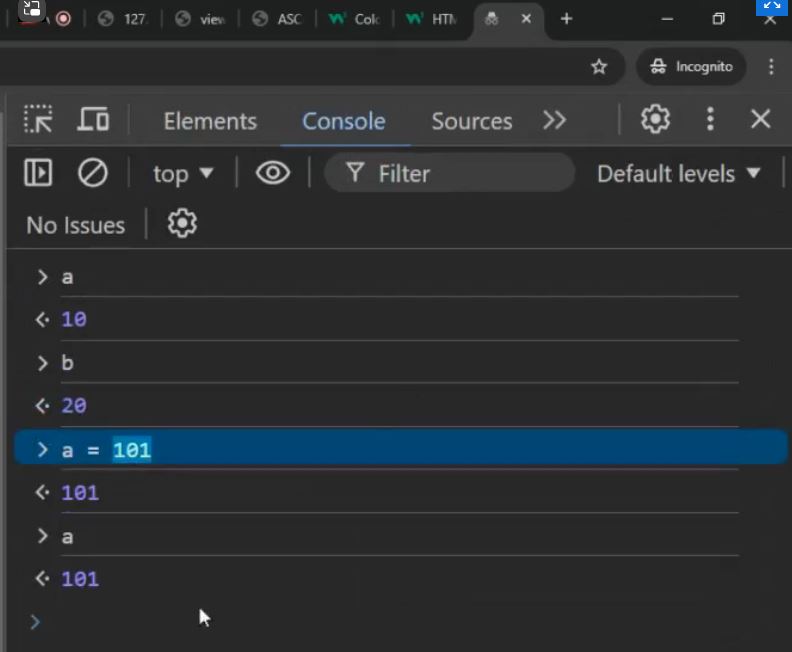 127. view ASC Colo HTM
Incognito
Elements Console Sources
top Filter Default levels
No Issues
> a
10
> b
20
> a = 101
101
> a
101
>